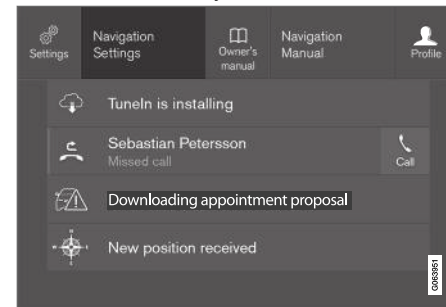 Settings
Navigation
Settings
Owner's
manual
Navigation
Manual
Profile
TuneIn is installing
Sebastian Petersson
Missed call
Call
Downloading appointment proposal
New position received
G063951